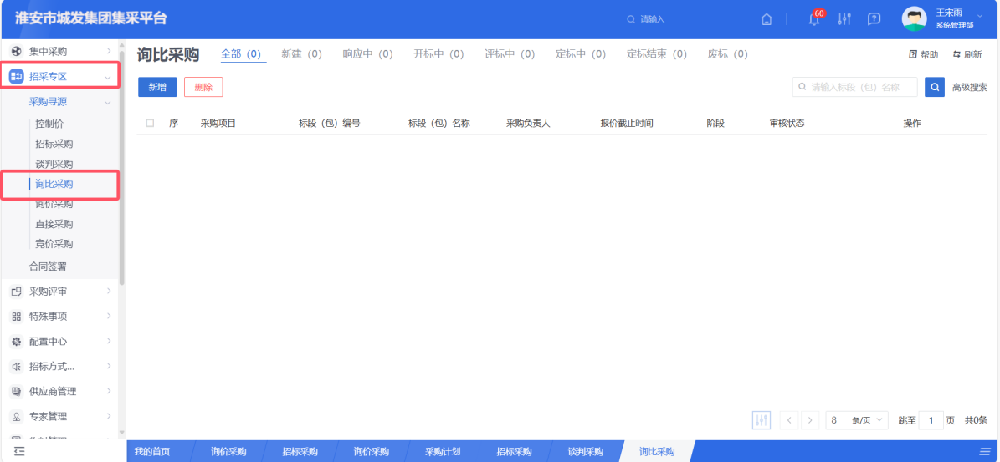 淮安市城发集团集采平台
请输入
60
王宋雨
系统管理部
集中采购
招采专区
采购寻源
控制价
招标采购
谈判采购
询比采购
询价采购
直接采购
竞价采购
合同签署
采购评审
特殊事项
配置中心
招标方式...
供应商管理
专家管理
询比采购 全部（0） 新建（0） 响应中（0） 开标中（0） 评标中（0） 定标中（0） 定标结束（0） 废标（0） 帮助 刷新
新增 删除 请输入标段（包）名称 高级搜索
序 采购项目 标段（包）编号 标段（包）名称 采购负责人 报价截止时间 阶段 审核状态 操作
8 条/页 跳至 1 页 共0条
我的首页 询价采购 招标采购 询价采购 采购计划 招标采购 谈判采购 询比采购